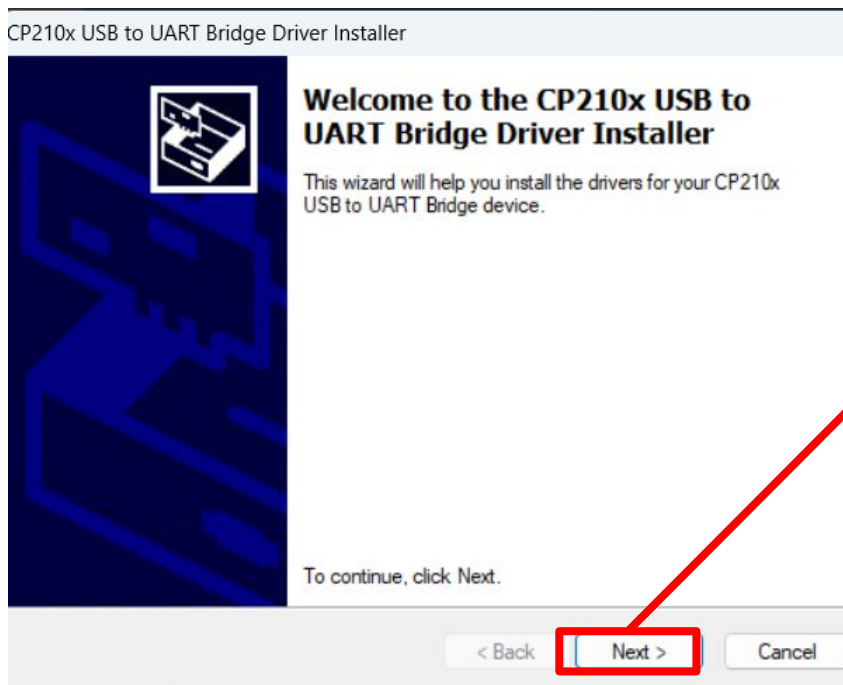 CP210x USB to UART Bridge Driver Installer
Welcome to the CP210x USB to
UART Bridge Driver Installer
This wizard will help you install the drivers for your CP210x
USB to UART Bridge device.
To continue, click Next.
< Back Next > Cancel